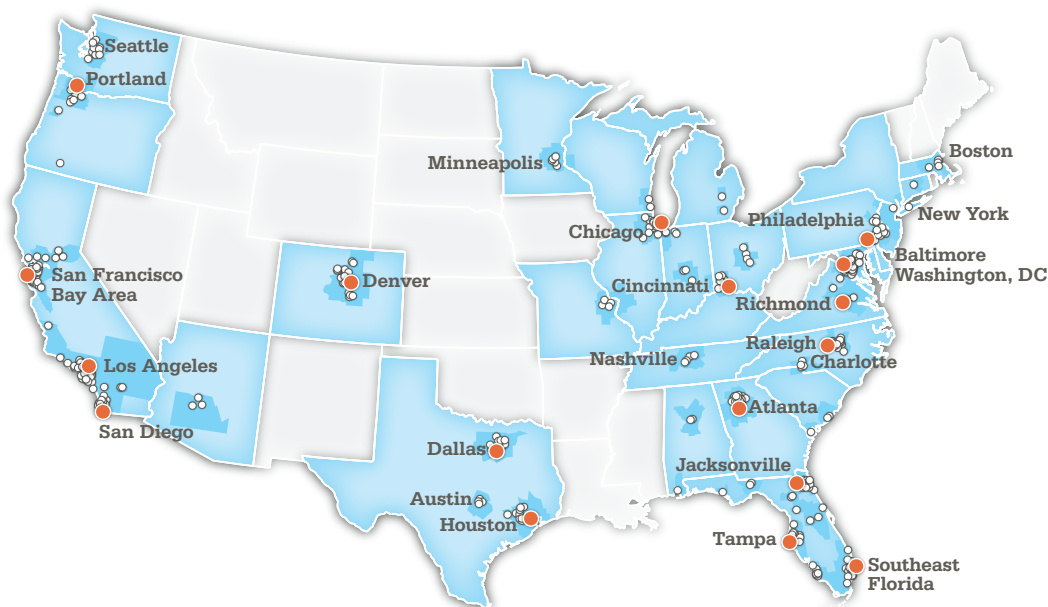 Seattle
Portland
Minneapolis
Boston
Chicago
Philadelphia
New York
San Francisco
Bay Area
Denver
Cincinnati
Baltimore
Washington, DC
Richmond
Los Angeles
Nashville
Raleigh
Charlotte
San Diego
Atlanta
Dallas
Jacksonville
Austin
Houston
Tampa
Southeast
Florida